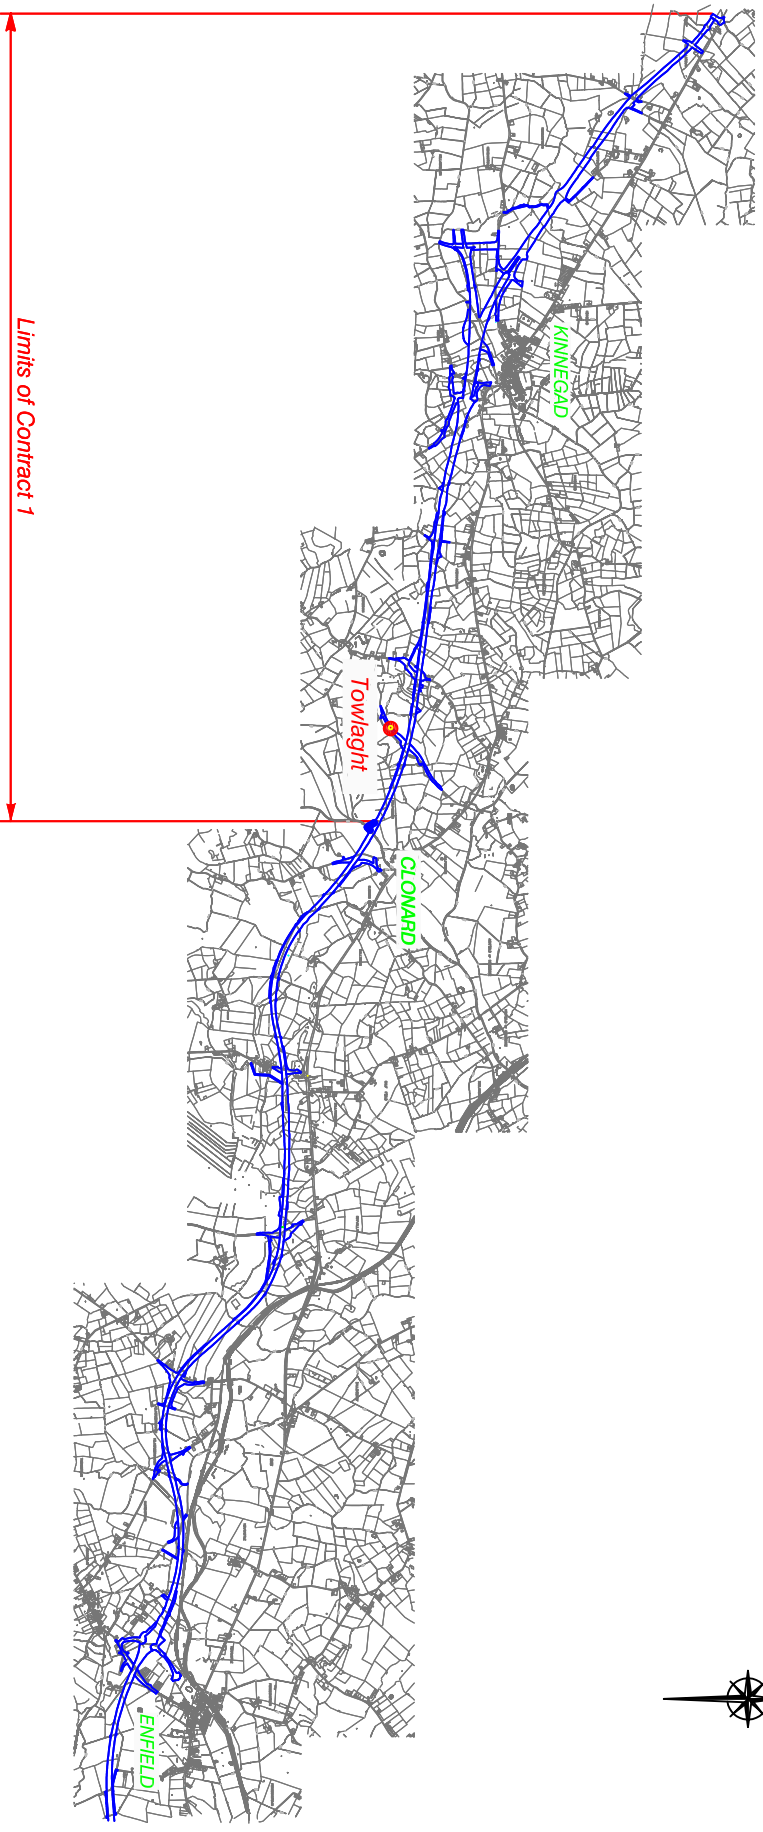 KINNEGAD
Limits of Contract 1
Towlaght
CLONARD
ENFIELD